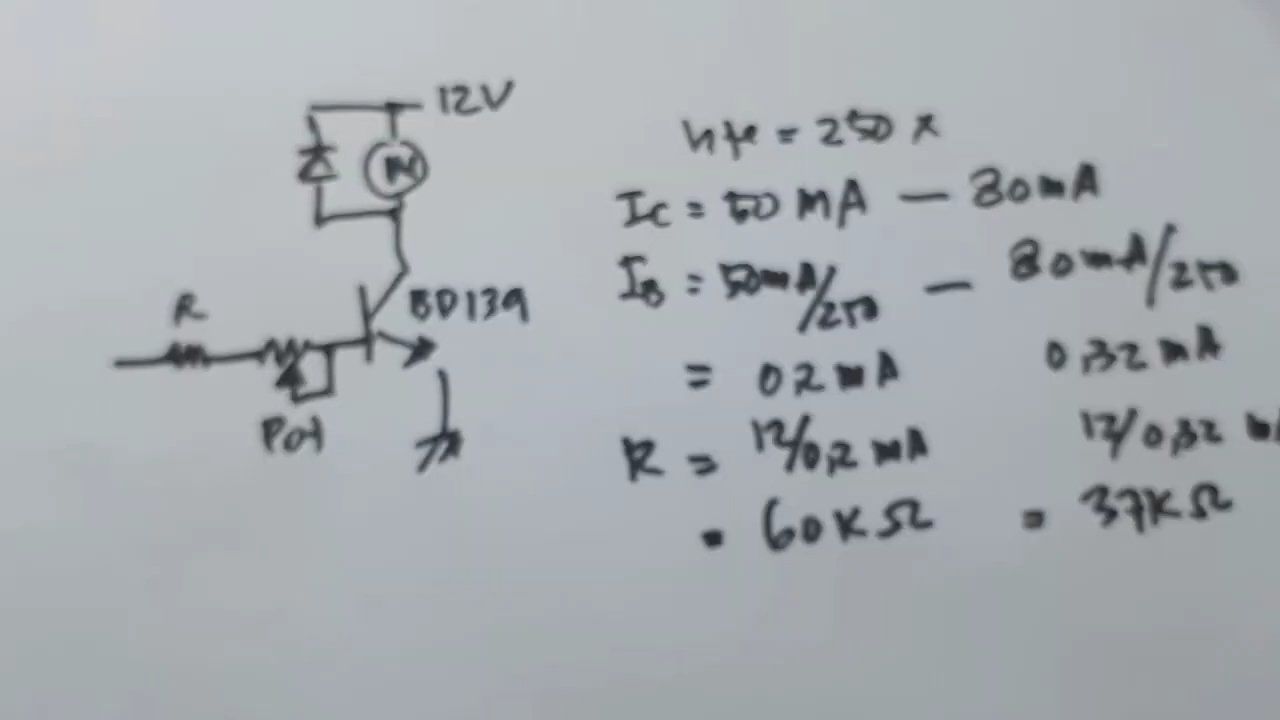 12V
R
BD139
Pot
hfe = 250 x
Ic = 50 mA — 80mA
IB = 50mA/250 — 80mA/250
= 0,2 mA 0,32 mA
R = 12/0,2 mA 12/0,32 mA
= 60KΩ = 37KΩ